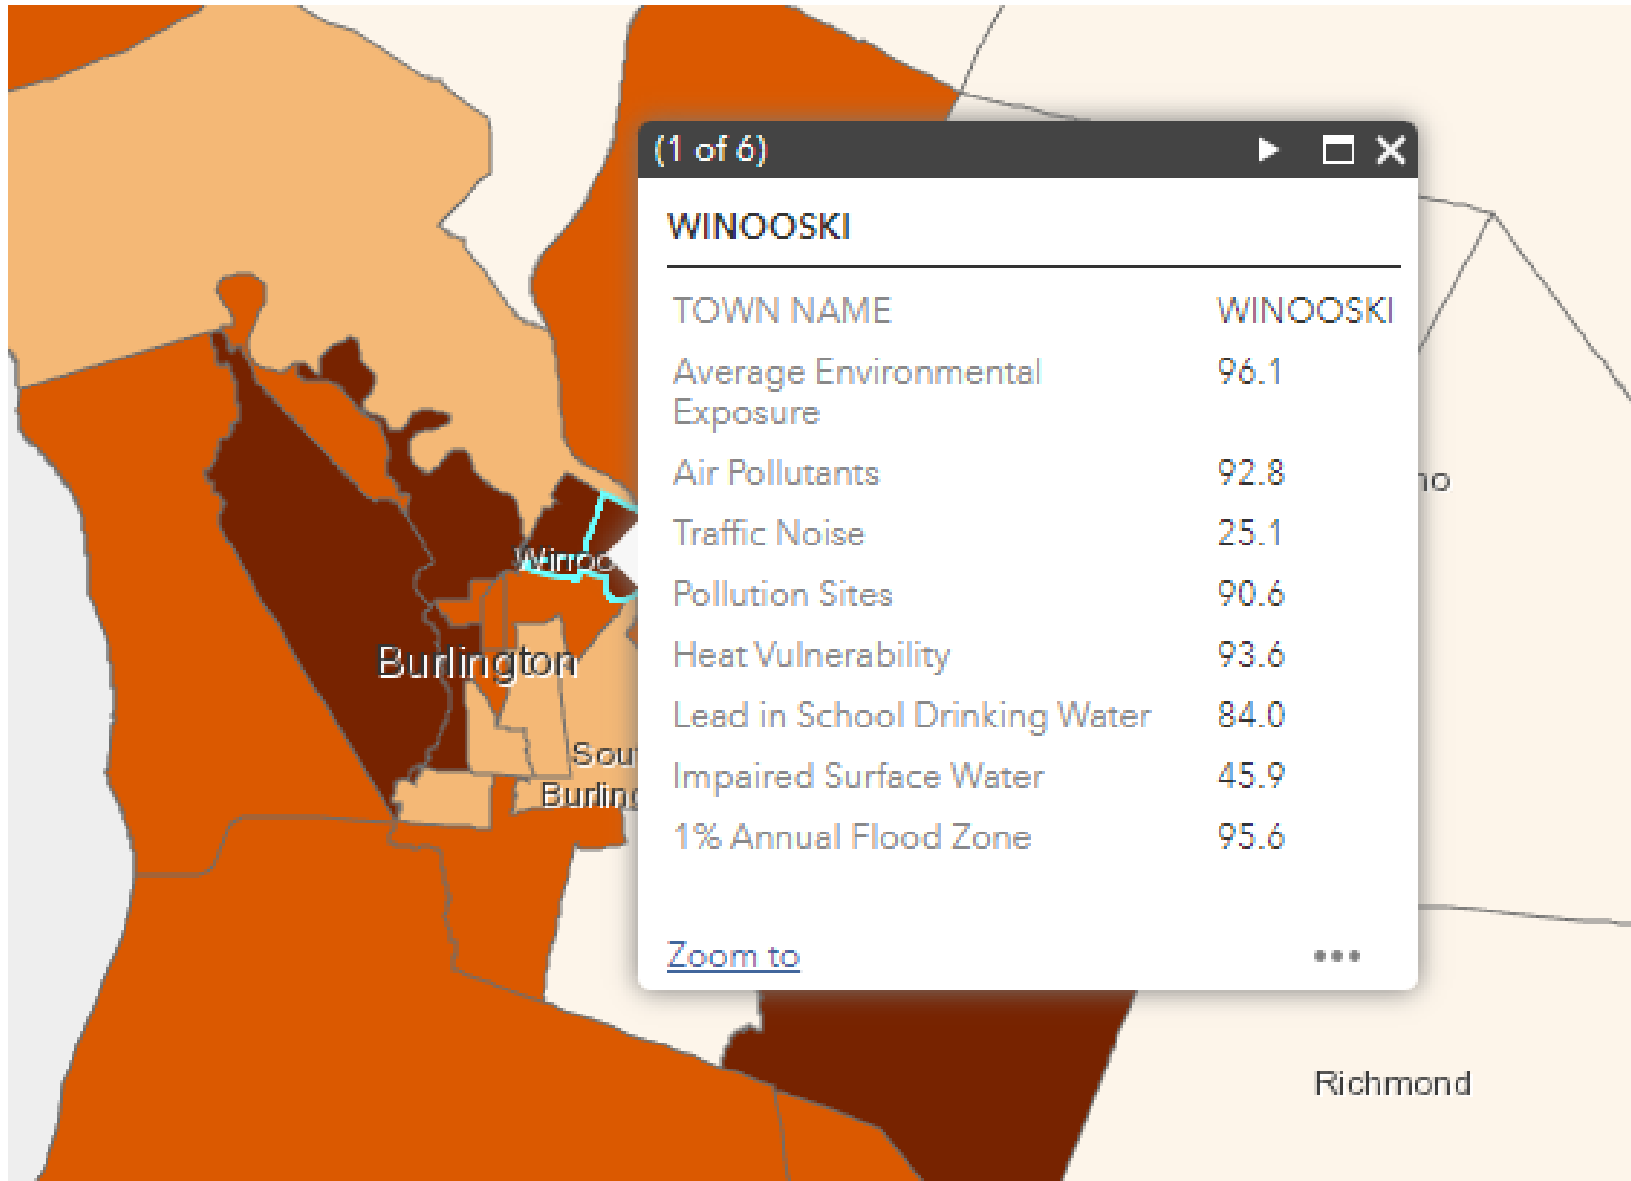 (1 of 6)
WINOOSKI
TOWN NAME WINOOSKI
Average Environmental 96.1
Exposure
Air Pollutants 92.8
Traffic Noise 25.1
Pollution Sites 90.6
Heat Vulnerability 93.6
Lead in School Drinking Water 84.0
Impaired Surface Water 45.9
1% Annual Flood Zone 95.6
Zoom to
Burlington
Sou
Burling
Richmond